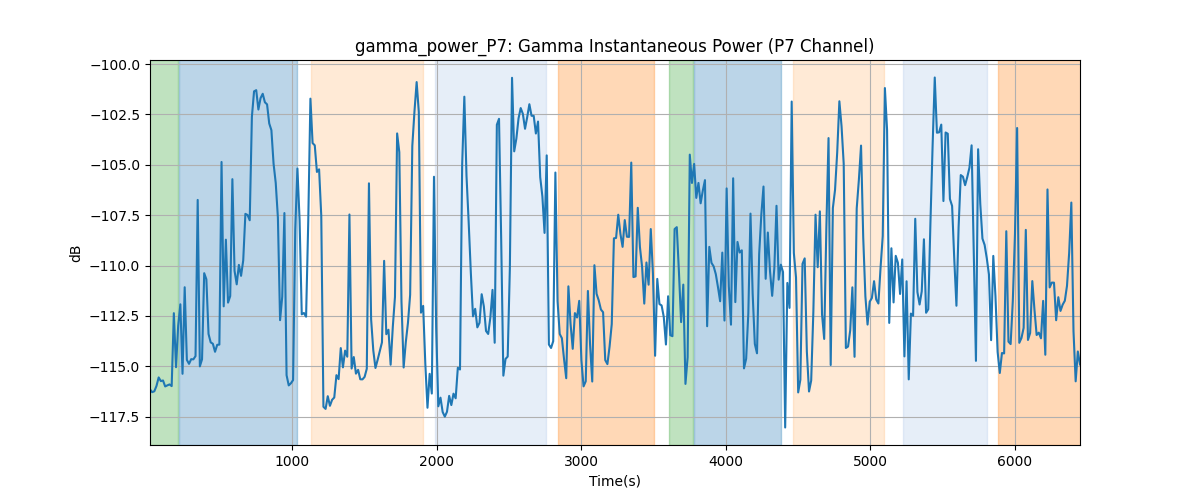 gamma_power_P7: Gamma Instantaneous Power (P7 Channel)
−100.0
−102.5
−105.0
−107.5
−110.0
−112.5
−115.0
−117.5
dB
1000 2000 3000 4000 5000 6000
Time(s)